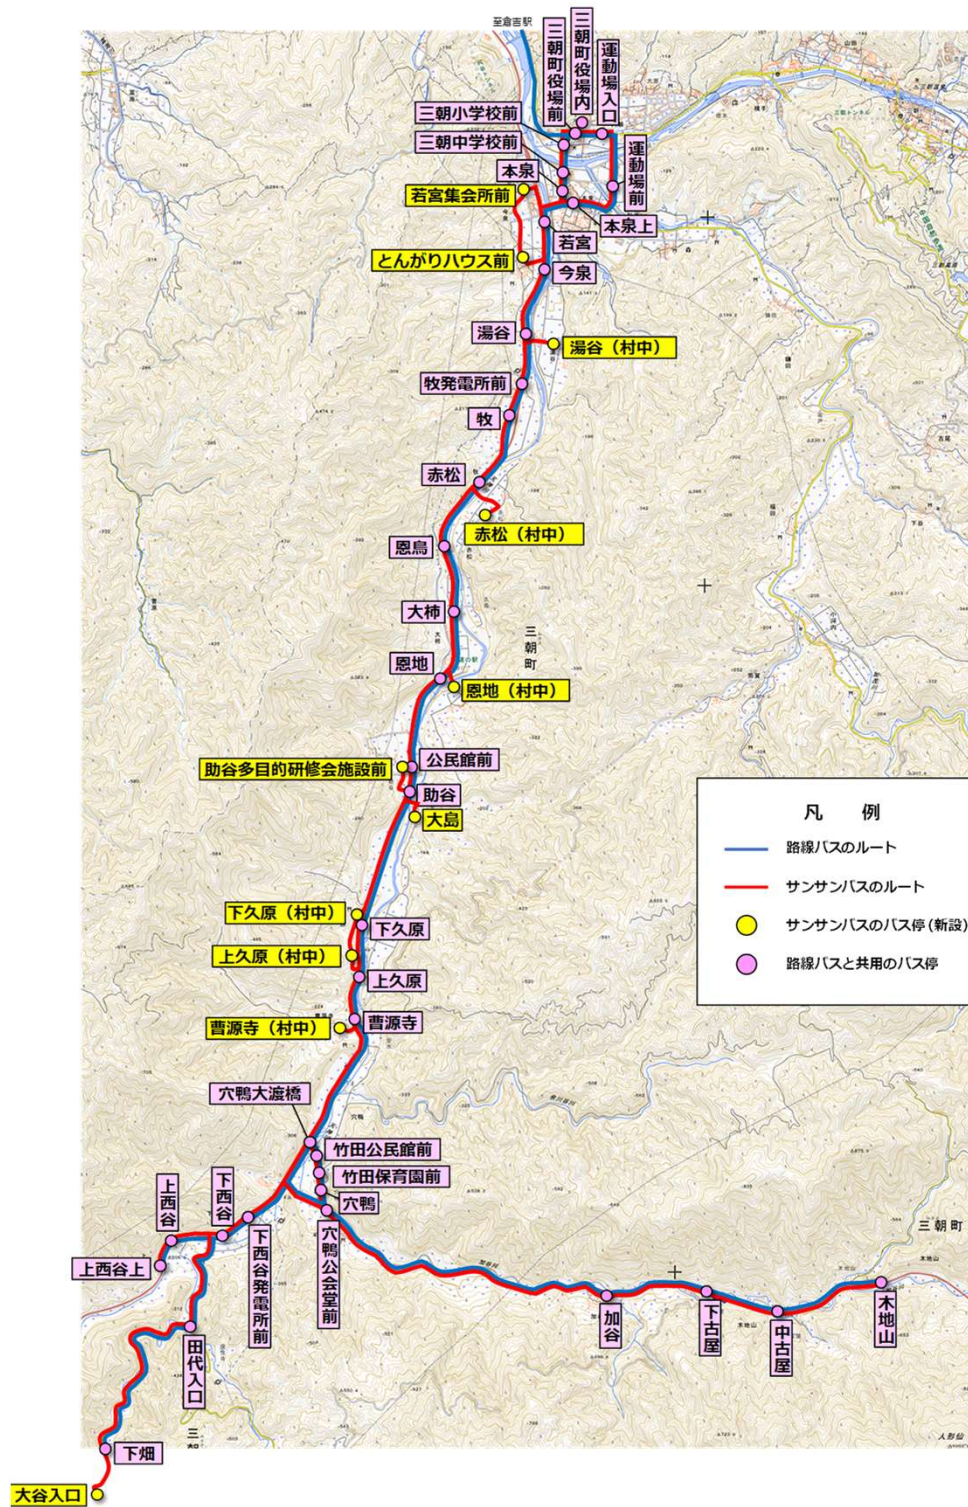 至倉吉駅
三朝町役場前
三朝町役場内
運動場入口
三朝小学校前
三朝中学校前
本泉
運動場前
若宮集会所前
本泉上
若宮
とんがりハウス前
今泉
湯谷
湯谷（村中）
牧発電所前
牧
赤松
赤松（村中）
恩鳥
大柿
三朝町
恩地
恩地（村中）
公民館前
助谷多目的研修会施設前
助谷
大島
凡　例
路線バスのルート
サンサンバスのルート
サンサンバスのバス停(新設)
路線バスと共用のバス停
下久原（村中）
下久原
上久原（村中）
上久原
曹源寺
曹源寺（村中）
穴鴨大渡橋
竹田公民館前
竹田保育園前
穴鴨
上西谷
下西谷
下西谷発電所前
穴鴨公会堂前
上西谷上
三朝町
加谷
下古屋
中古屋
木地山
田代入口
下畑
大谷入口
人形仙